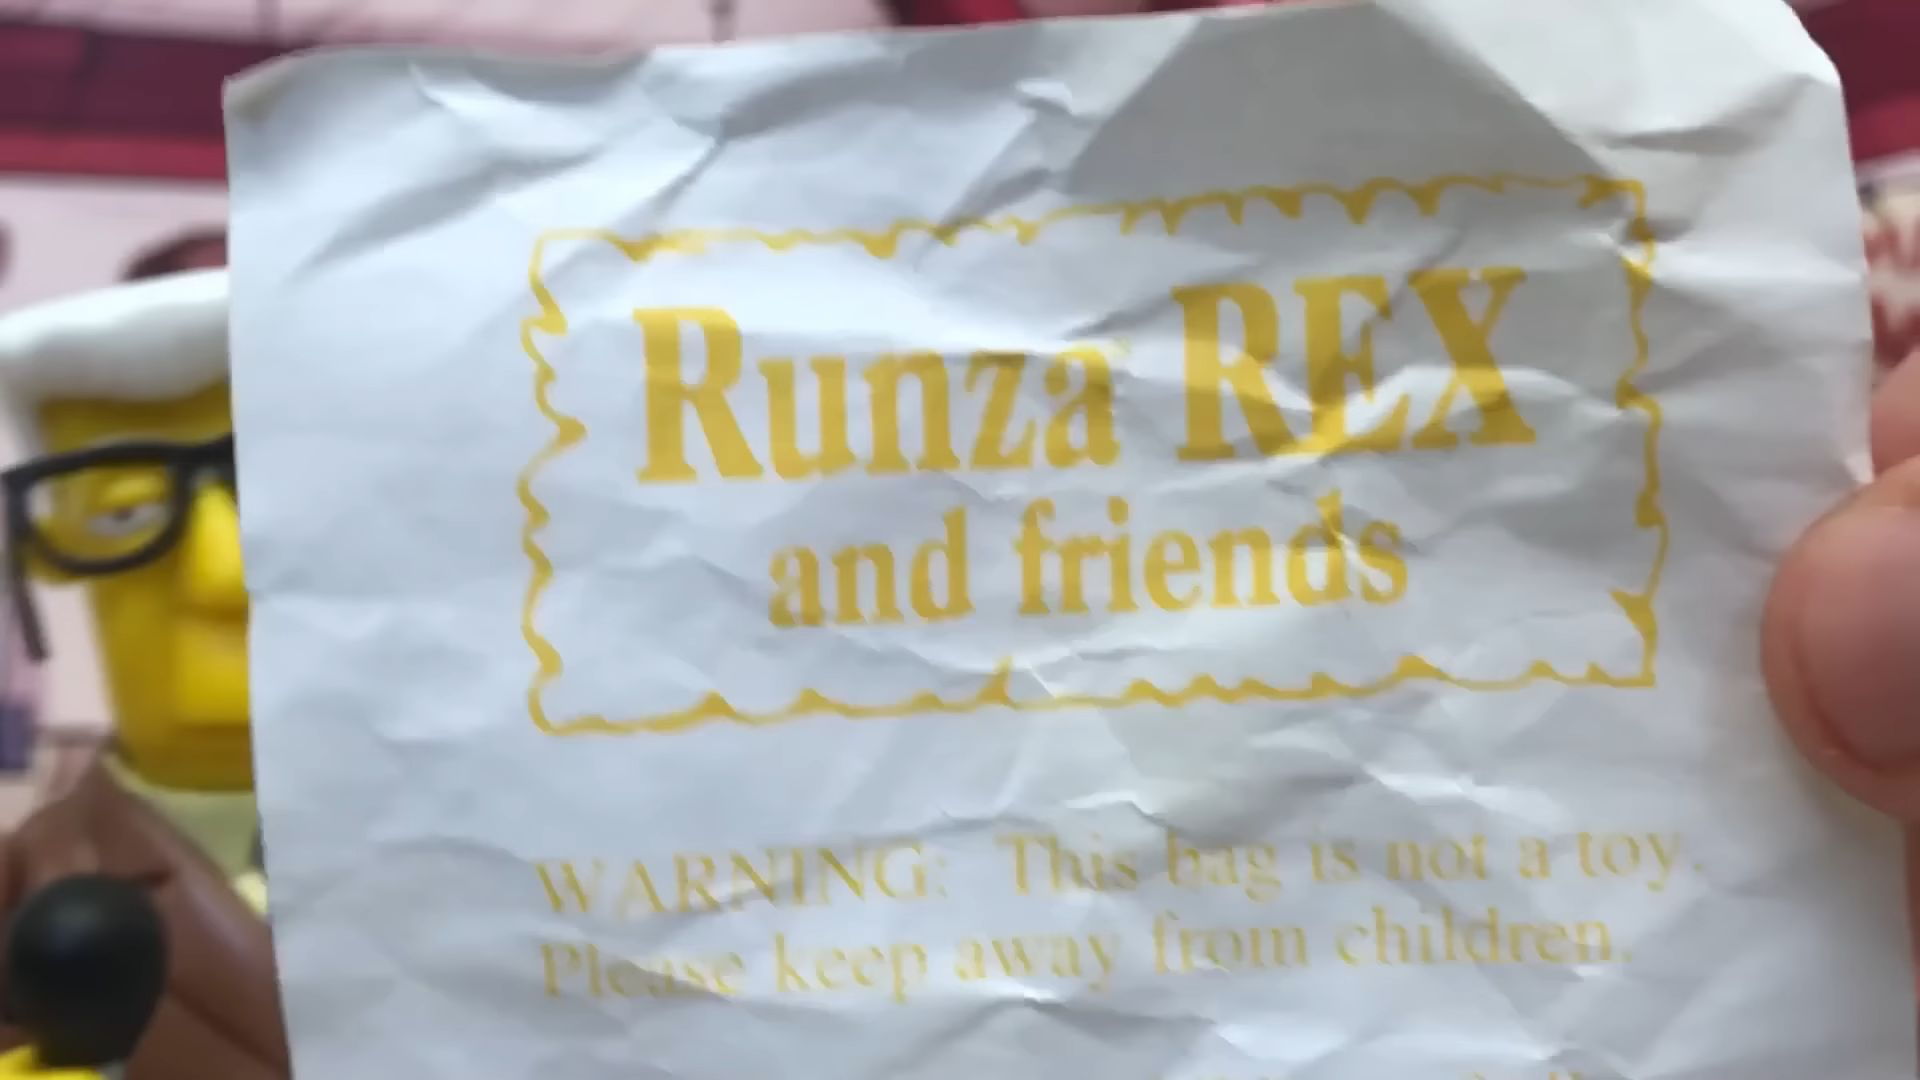 Runza REX
and friends
WARNING: This bag is not a toy.
Please keep away from children.